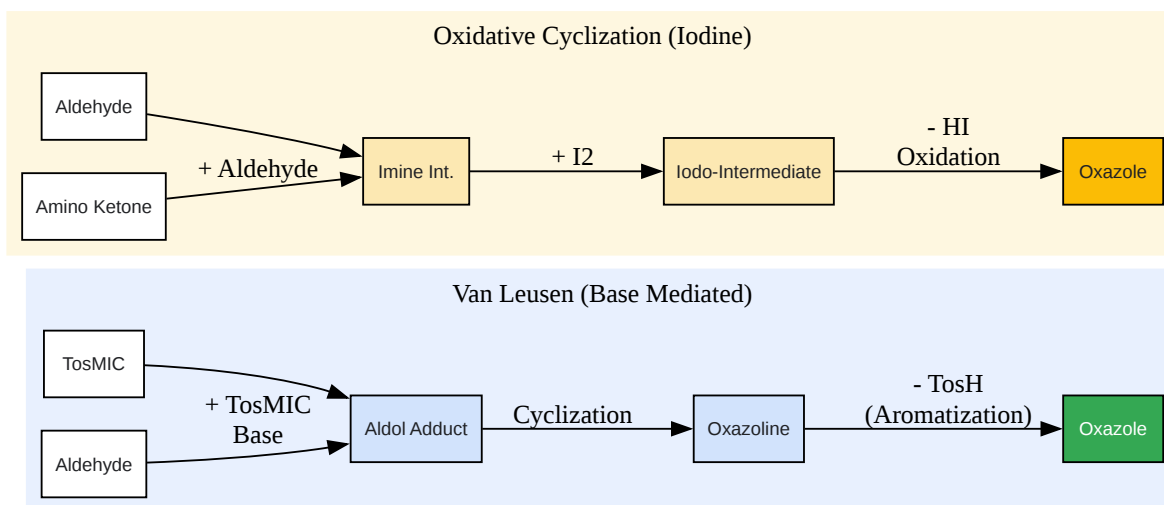 Oxidative Cyclization (Iodine)
Aldehyde
Amino Ketone
+ Aldehyde
Imine Int.
+ I2
Iodo-Intermediate
- HI
Oxidation
Oxazole
Van Leusen (Base Mediated)
TosMIC
Aldehyde
+ TosMIC
Base
Aldol Adduct
Cyclization
Oxazoline
- TosH
(Aromatization)
Oxazole